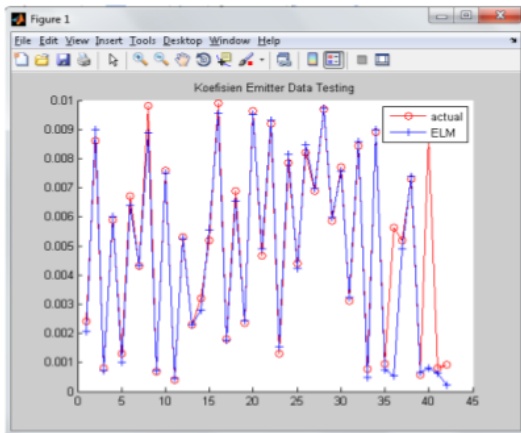 Figure 1
File Edit View Insert Tools Desktop Window Help
Koefisien Emitter Data Testing
0.01
0.009
0.008
0.007
0.006
0.005
0.004
0.003
0.002
0.001
0
0 5 10 15 20 25 30 35 40 45
actual
ELM